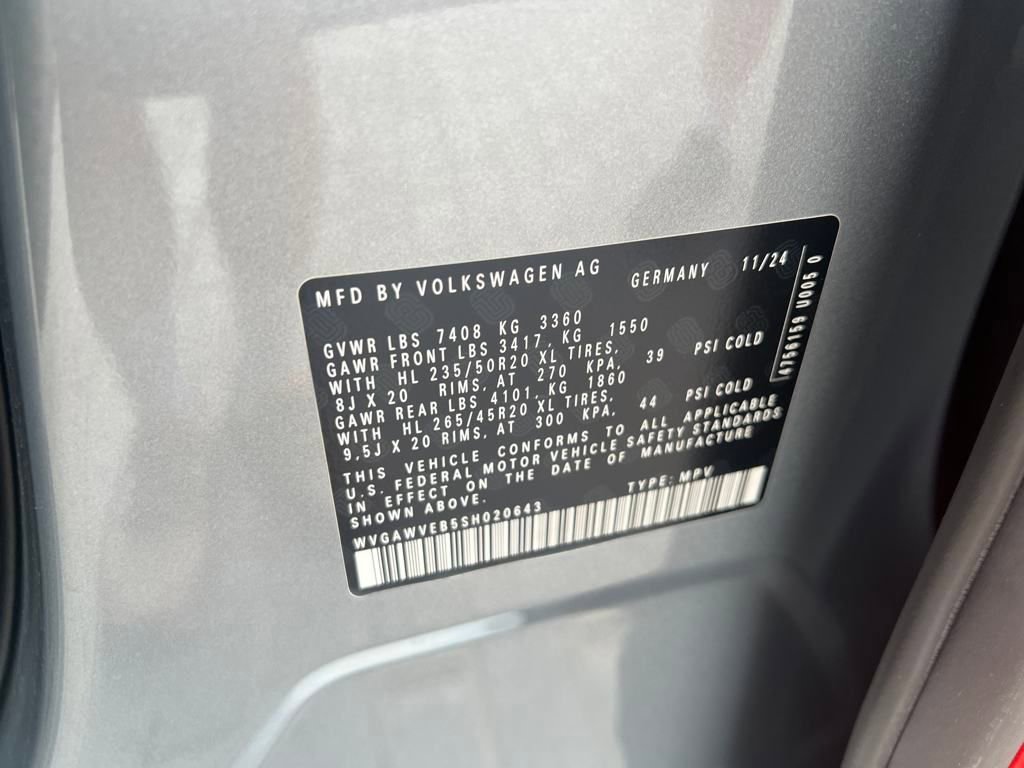 MFD BY VOLKSWAGEN AG GERMANY 11/24
GVWR LBS 7408 KG 3360
GAWR FRONT LBS 3417, KG 1550
WITH HL 235/50R20 XL TIRES,
8J X 20 RIMS, AT 270 KPA, 39 PSI COLD
GAWR REAR LBS 4101, KG 1860
WITH HL 265/45R20 XL TIRES,
9,5J X 20 RIMS, AT 300 KPA, 44 PSI COLD
THIS VEHICLE CONFORMS TO ALL APPLICABLE
U.S. FEDERAL MOTOR VEHICLE SAFETY STANDARDS
IN EFFECT ON THE DATE OF MANUFACTURE
SHOWN ABOVE.
WVGAWVEB5SH020643 TYPE: MPV
4756159 U005 0